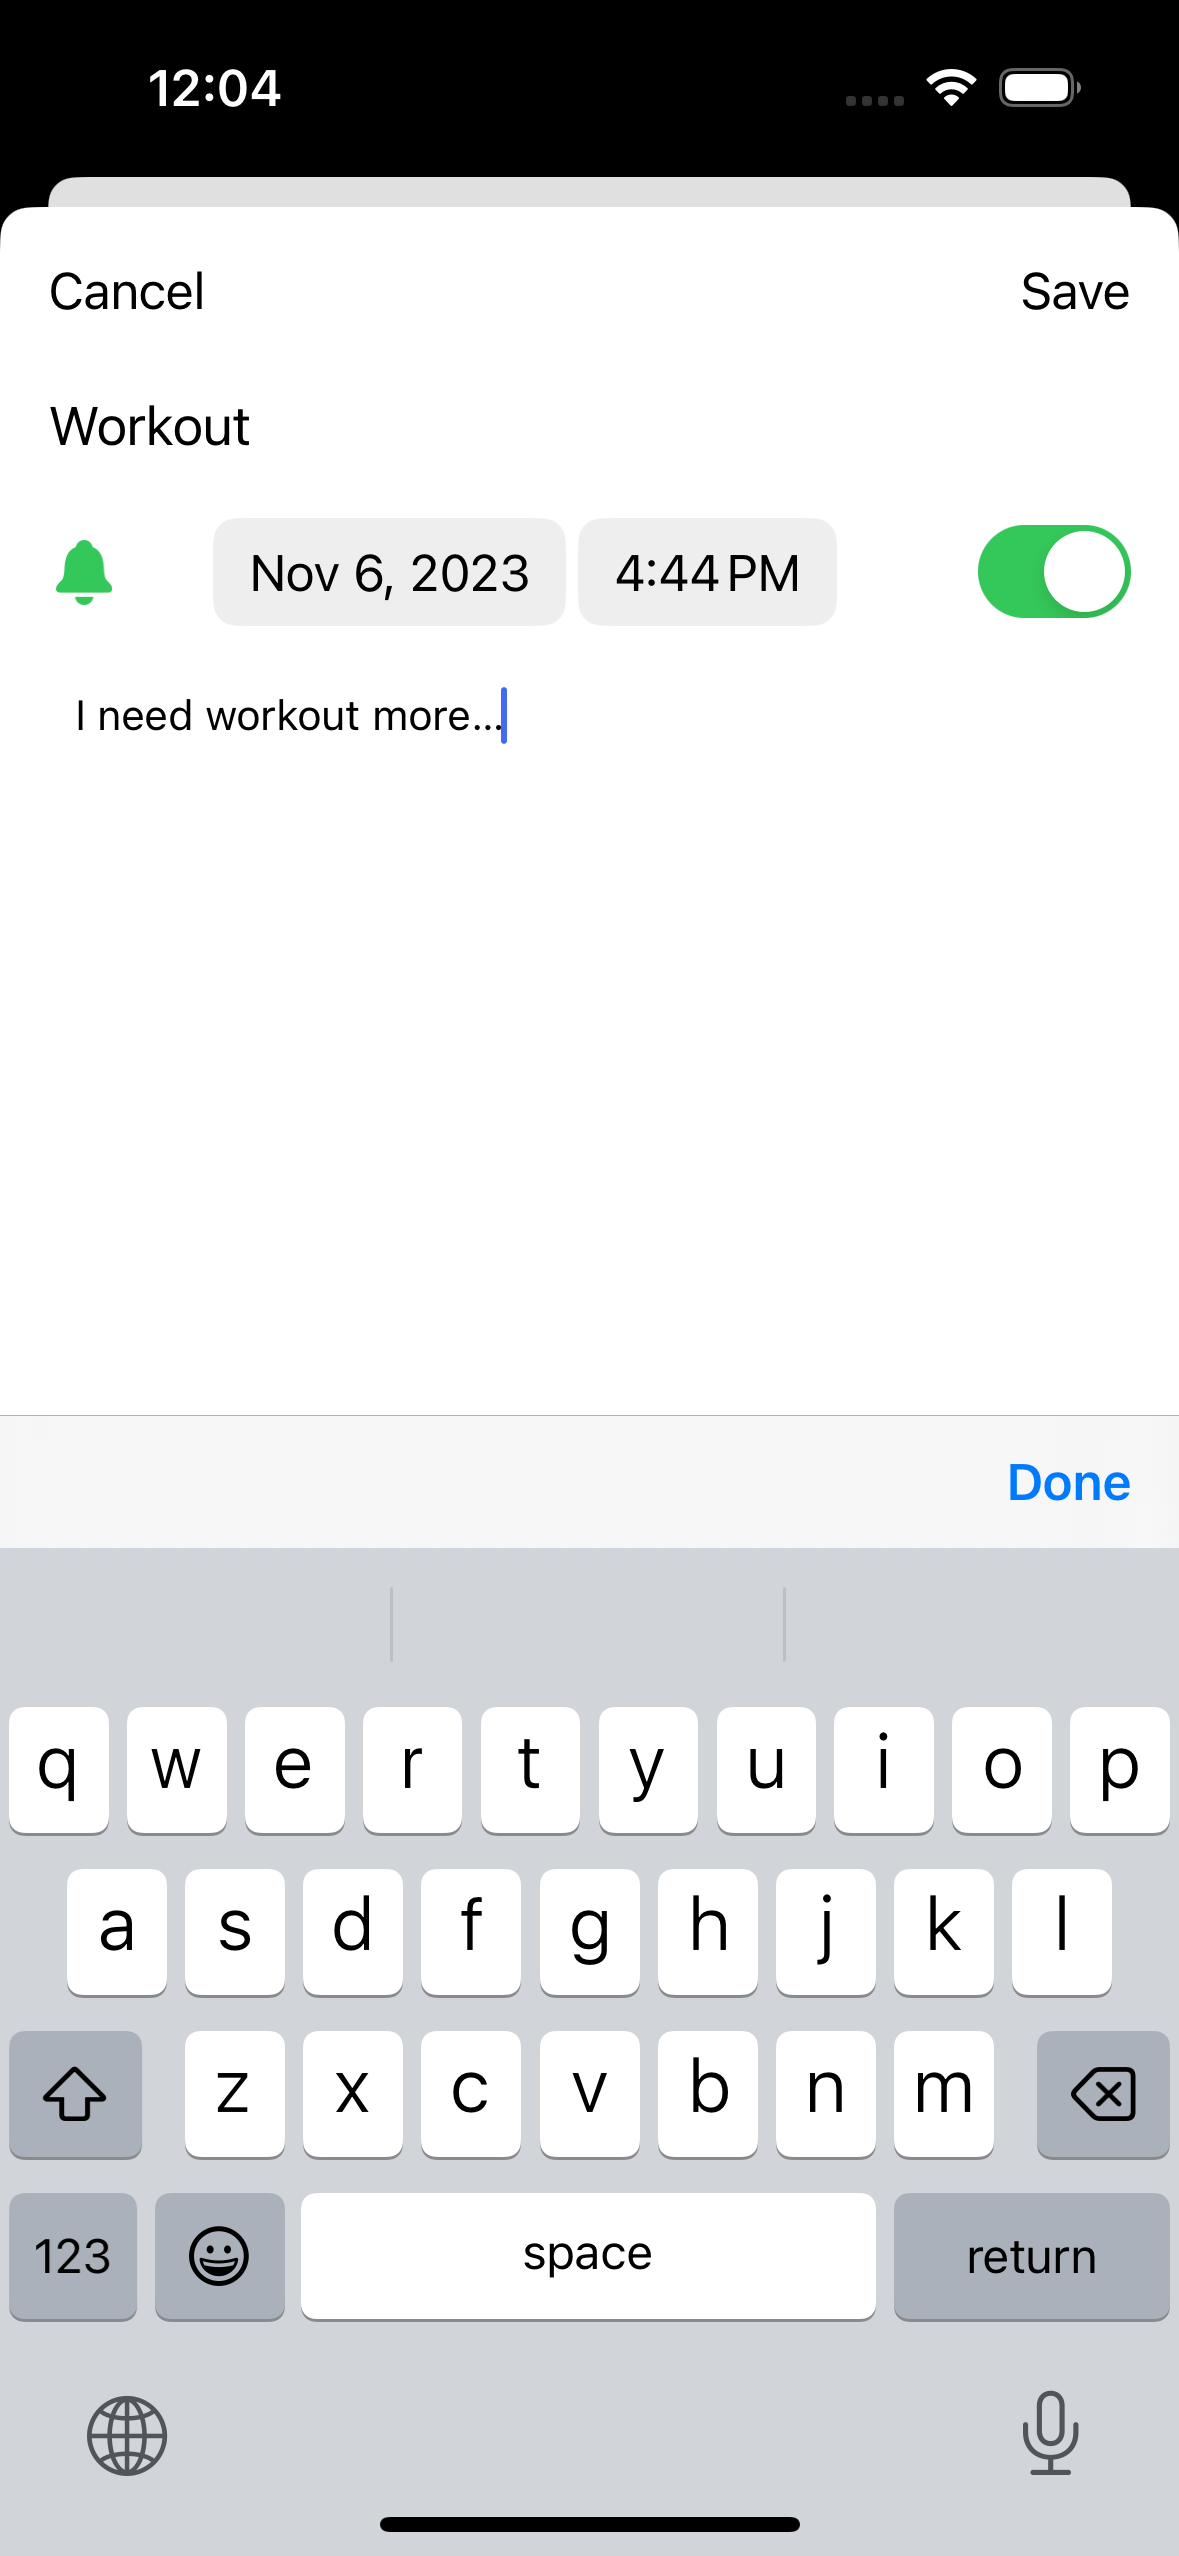 12:04
Cancel Save
Workout
Nov 6, 2023 4:44 PM
I need workout more...
Done
q w e r t y u i o p
a s d f g h j k l
z x c v b n m
123 space return